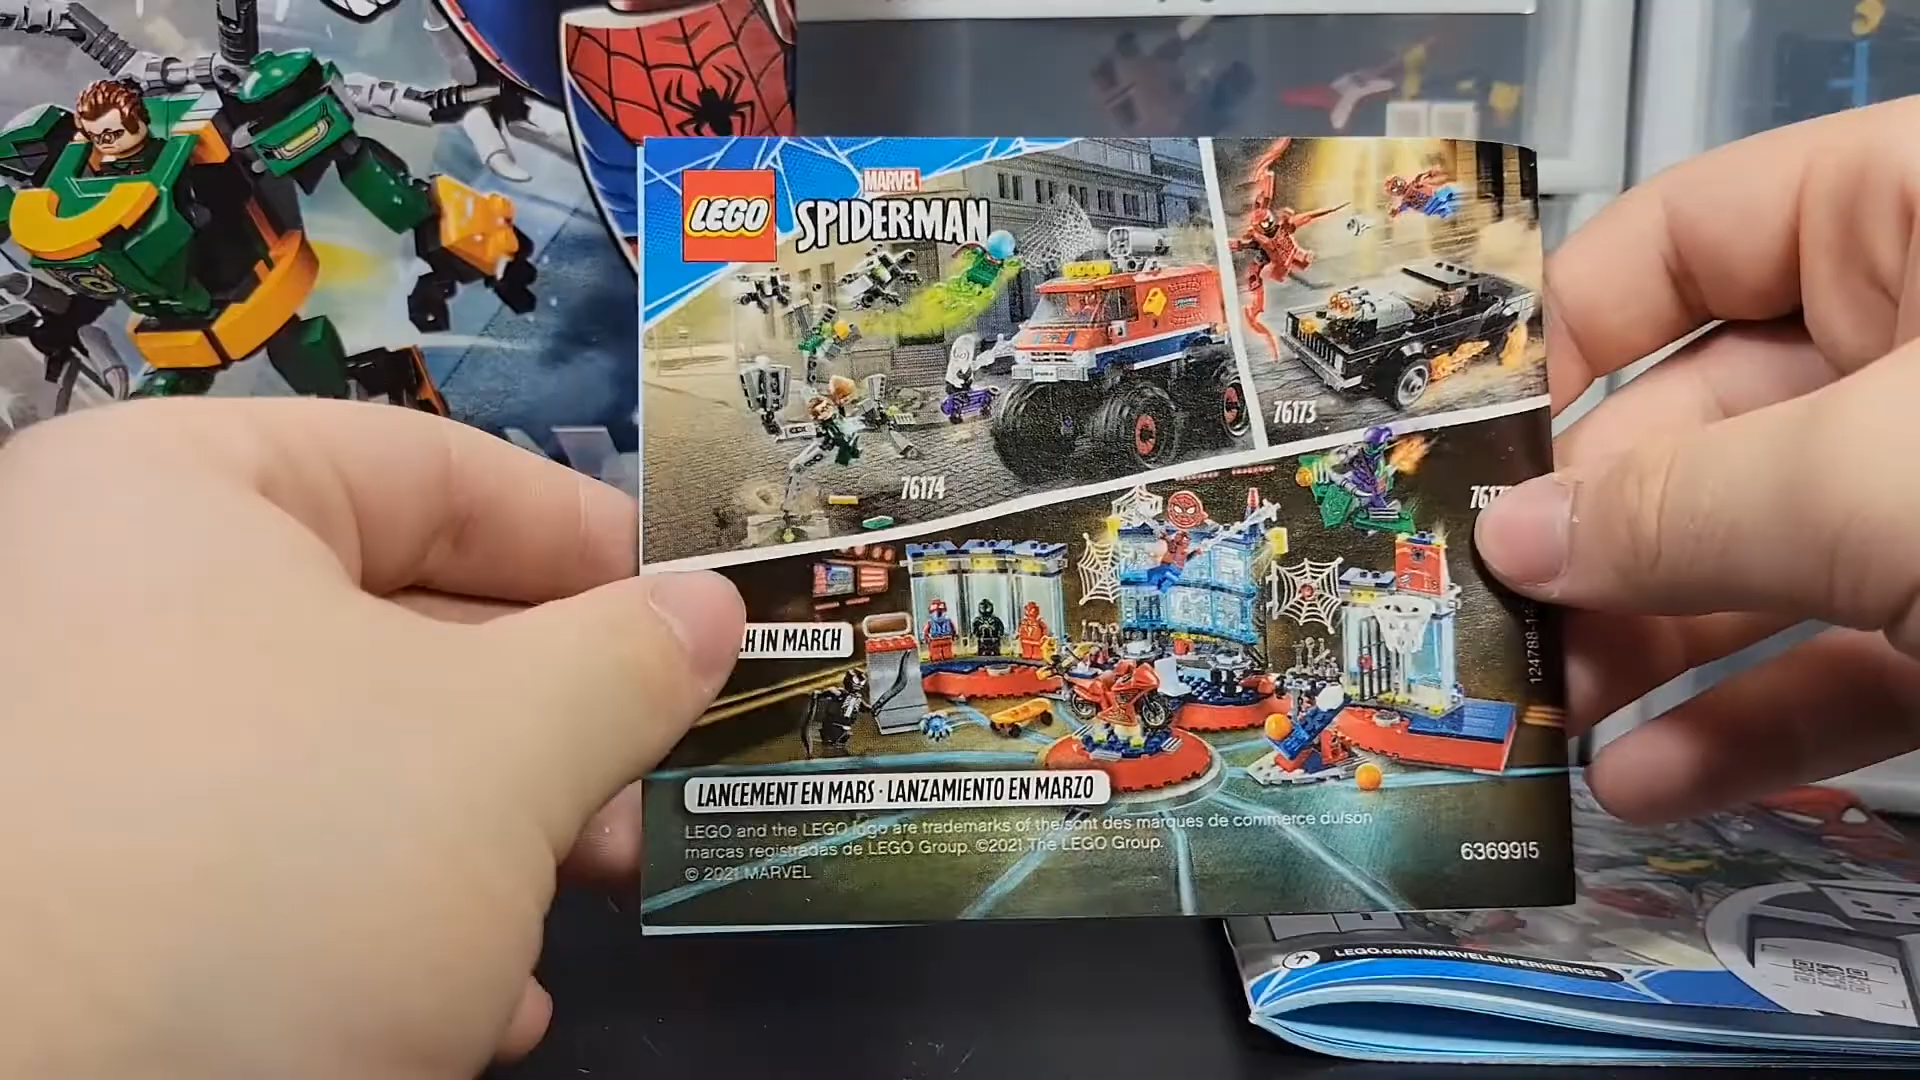 LEGO
MARVEL
SPIDER-MAN
76173
76174
H IN MARCH
LANCEMENT EN MARS · LANZAMIENTO EN MARZO
LEGO and the LEGO logo are trademarks of the/sont des marques de commerce du/son
marcas registradas de LEGO Group. ©2021 The LEGO Group.
© 2021 MARVEL
6369915
LEGO.com/MARVELSUPERHEROES